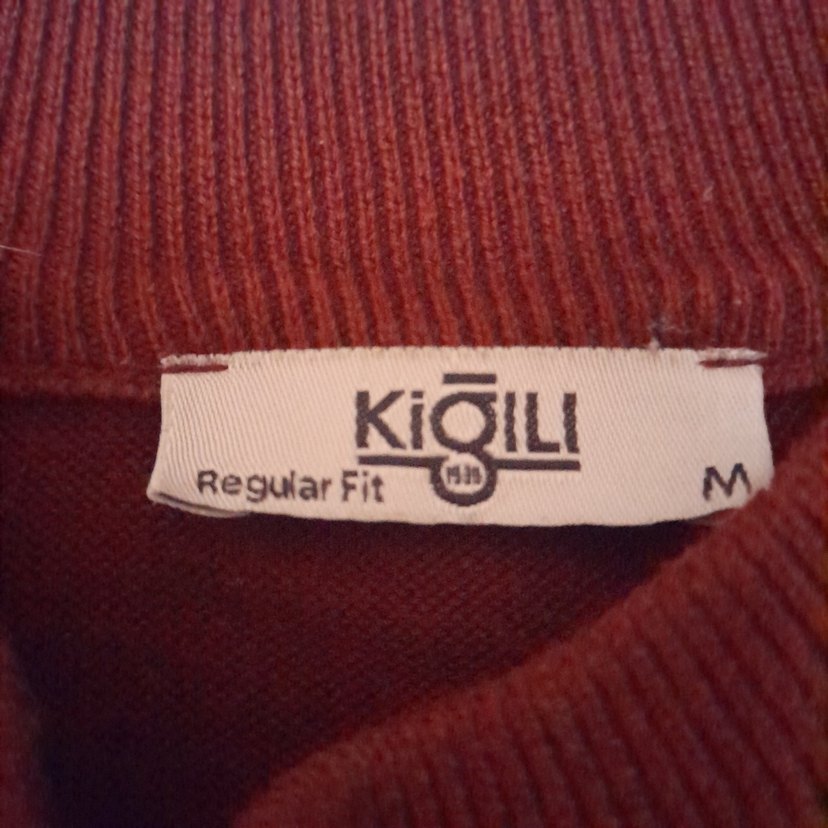 KiğILI
1938
Regular Fit
M